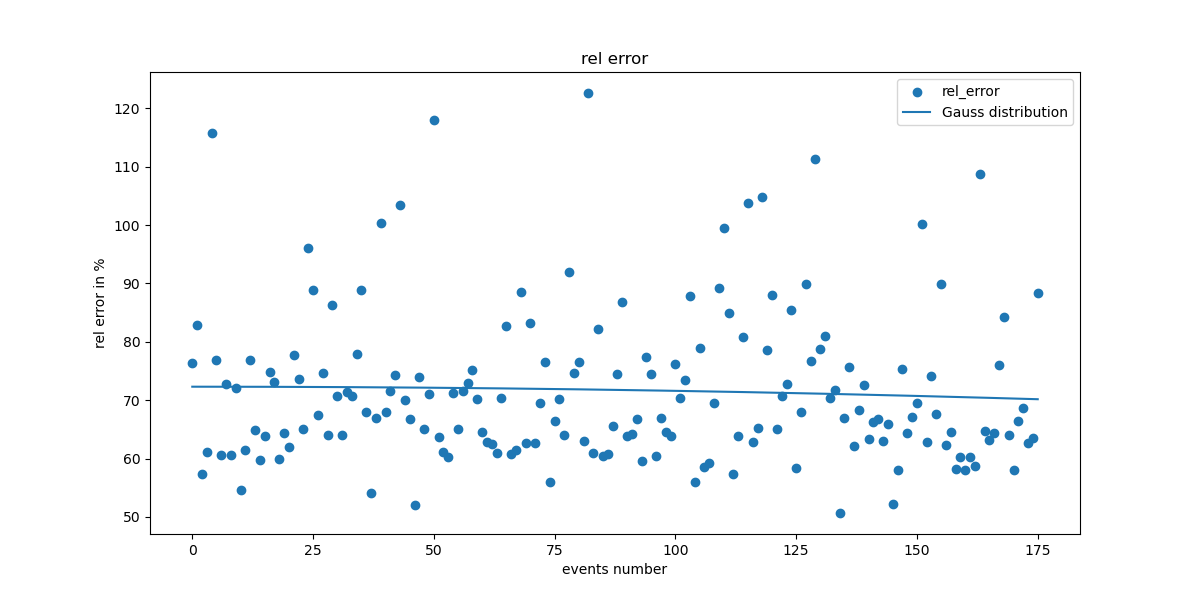 rel error
rel_error
Gauss distribution
rel error in %
120
110
100
90
80
70
60
50
0 25 50 75 100 125 150 175
events number